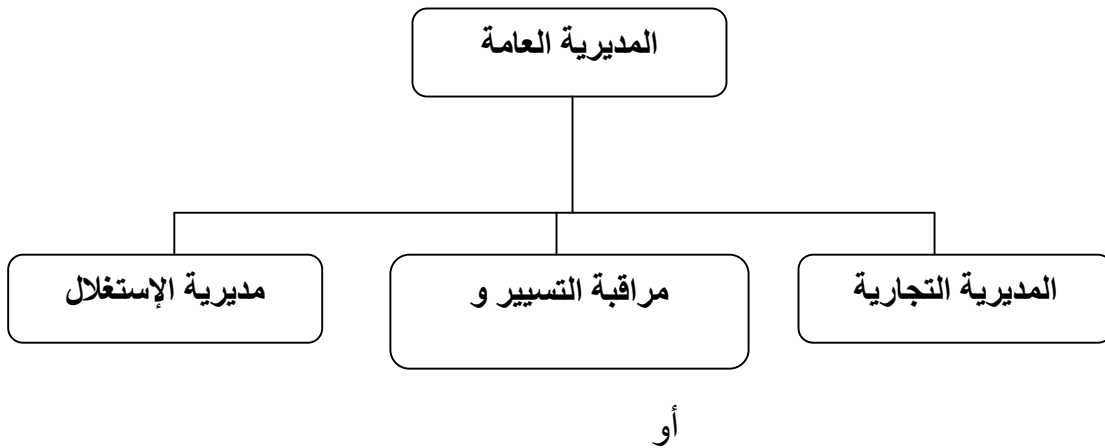 المديرية العامة
المديرية التجارية
مراقبة التسيير و
مديرية الإستغلال
أو